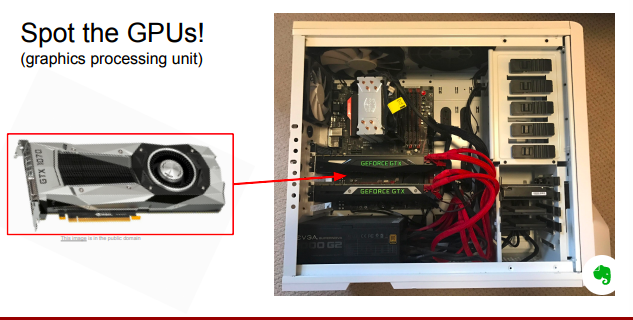 Spot the GPUs!
(graphics processing unit)
GTX 1070
This image is in the public domain
GEFORCE GTX
GEFORCE GTX
EVGA
00 G2